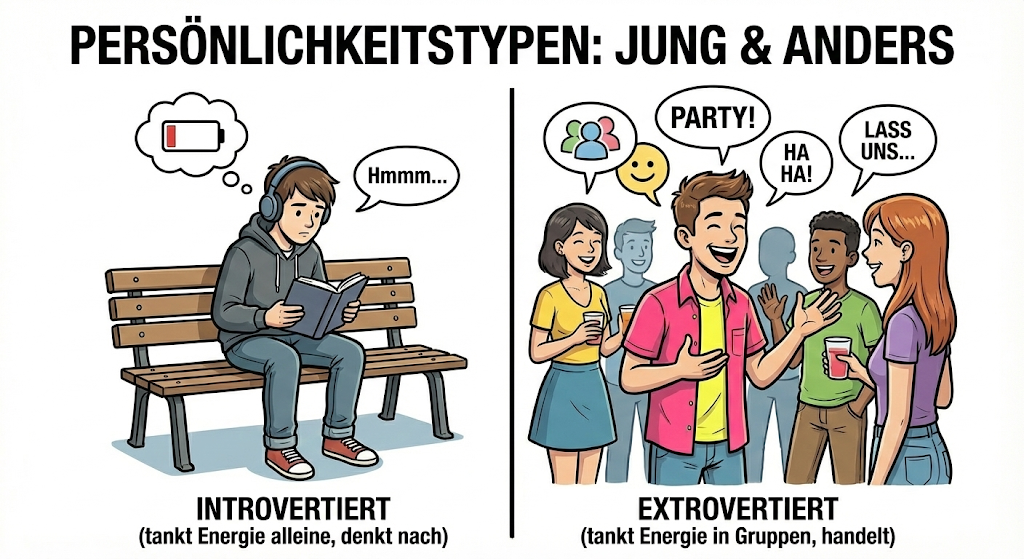 PERSÖNLICHKEITSTYPEN: JUNG & ANDERS
Hmmm...
INTROVERTIERT
(tankt Energie alleine, denkt nach)
PARTY!
HA
HA!
LASS
UNS...
EXTROVERTIERT
(tankt Energie in Gruppen, handelt)